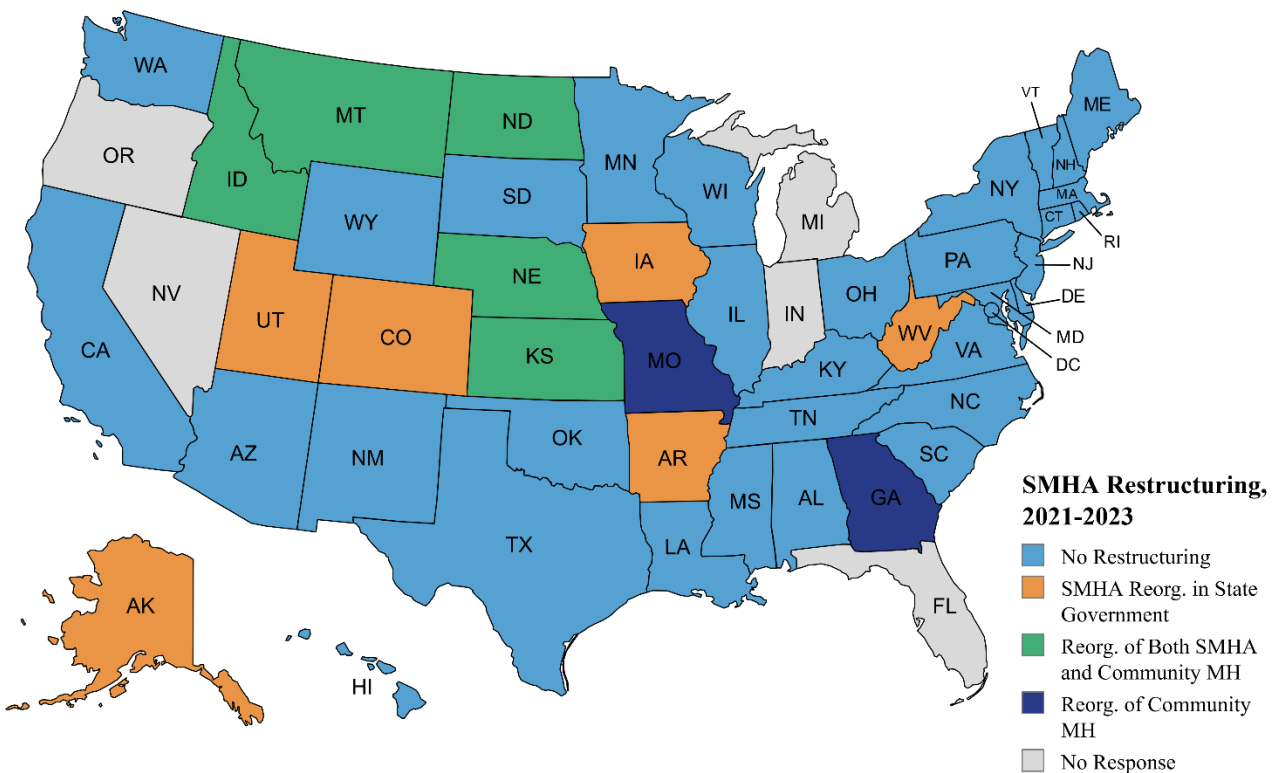 WA
MT
ND
MN
OR
ID
SD
WI
WY
MI
VT
ME
NH
NY
MA
CT
RI
NV
UT
CO
NE
IA
IL
IN
OH
PA
NJ
DE
MD
DC
CA
KS
MO
KY
WV
VA
AZ
NM
OK
AR
TN
NC
SC
TX
LA
MS
AL
GA
FL
AK
HI
SMHA Restructuring,
2021-2023
No Restructuring
SMHA Reorg. in State
Government
Reorg. of Both SMHA
and Community MH
Reorg. of Community
MH
No Response